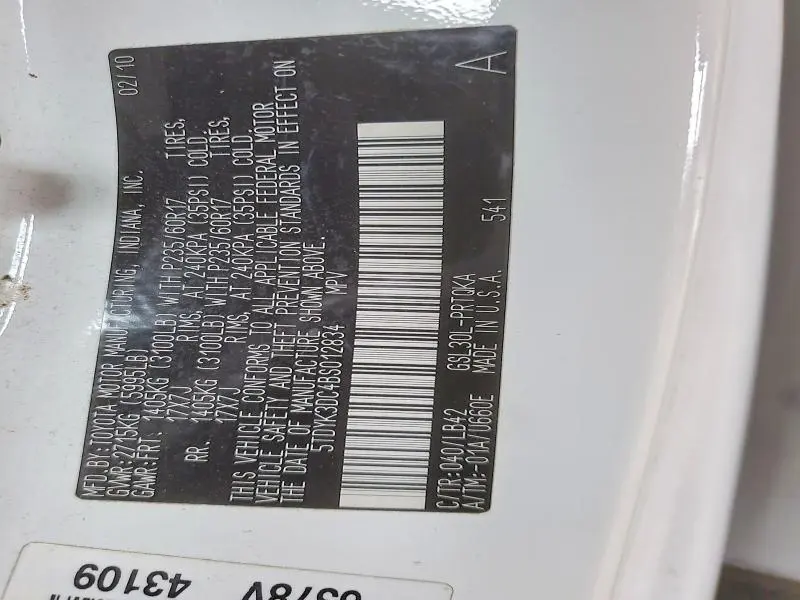 MFD.BY:TOYOTA MOTOR MANUFACTURING, INDIANA, INC. 02/10
GVWR:2715KG (5995LB)
GAWR:FRT: 1405KG (3100LB) WITH P235/60R17 TIRES,
17X7J RIMS, AT 240KPA (35PSI) COLD.
RR. 1405KG (3100LB) WITH P235/60R17 TIRES,
17X7J RIMS, AT 240KPA (35PSI) COLD.
THIS VEHICLE CONFORMS TO ALL APPLICABLE FEDERAL MOTOR
VEHICLE SAFETY AND THEFT PREVENTION STANDARDS IN EFFECT ON
THE DATE OF MANUFACTURE SHOWN ABOVE.
5TDYK3DC4BS012834 MPV
C/TR:040/LB42 GSL30L-PRTQKA 541
A/TM:-01A/U660E MADE IN U.S.A. A
43109
6378V